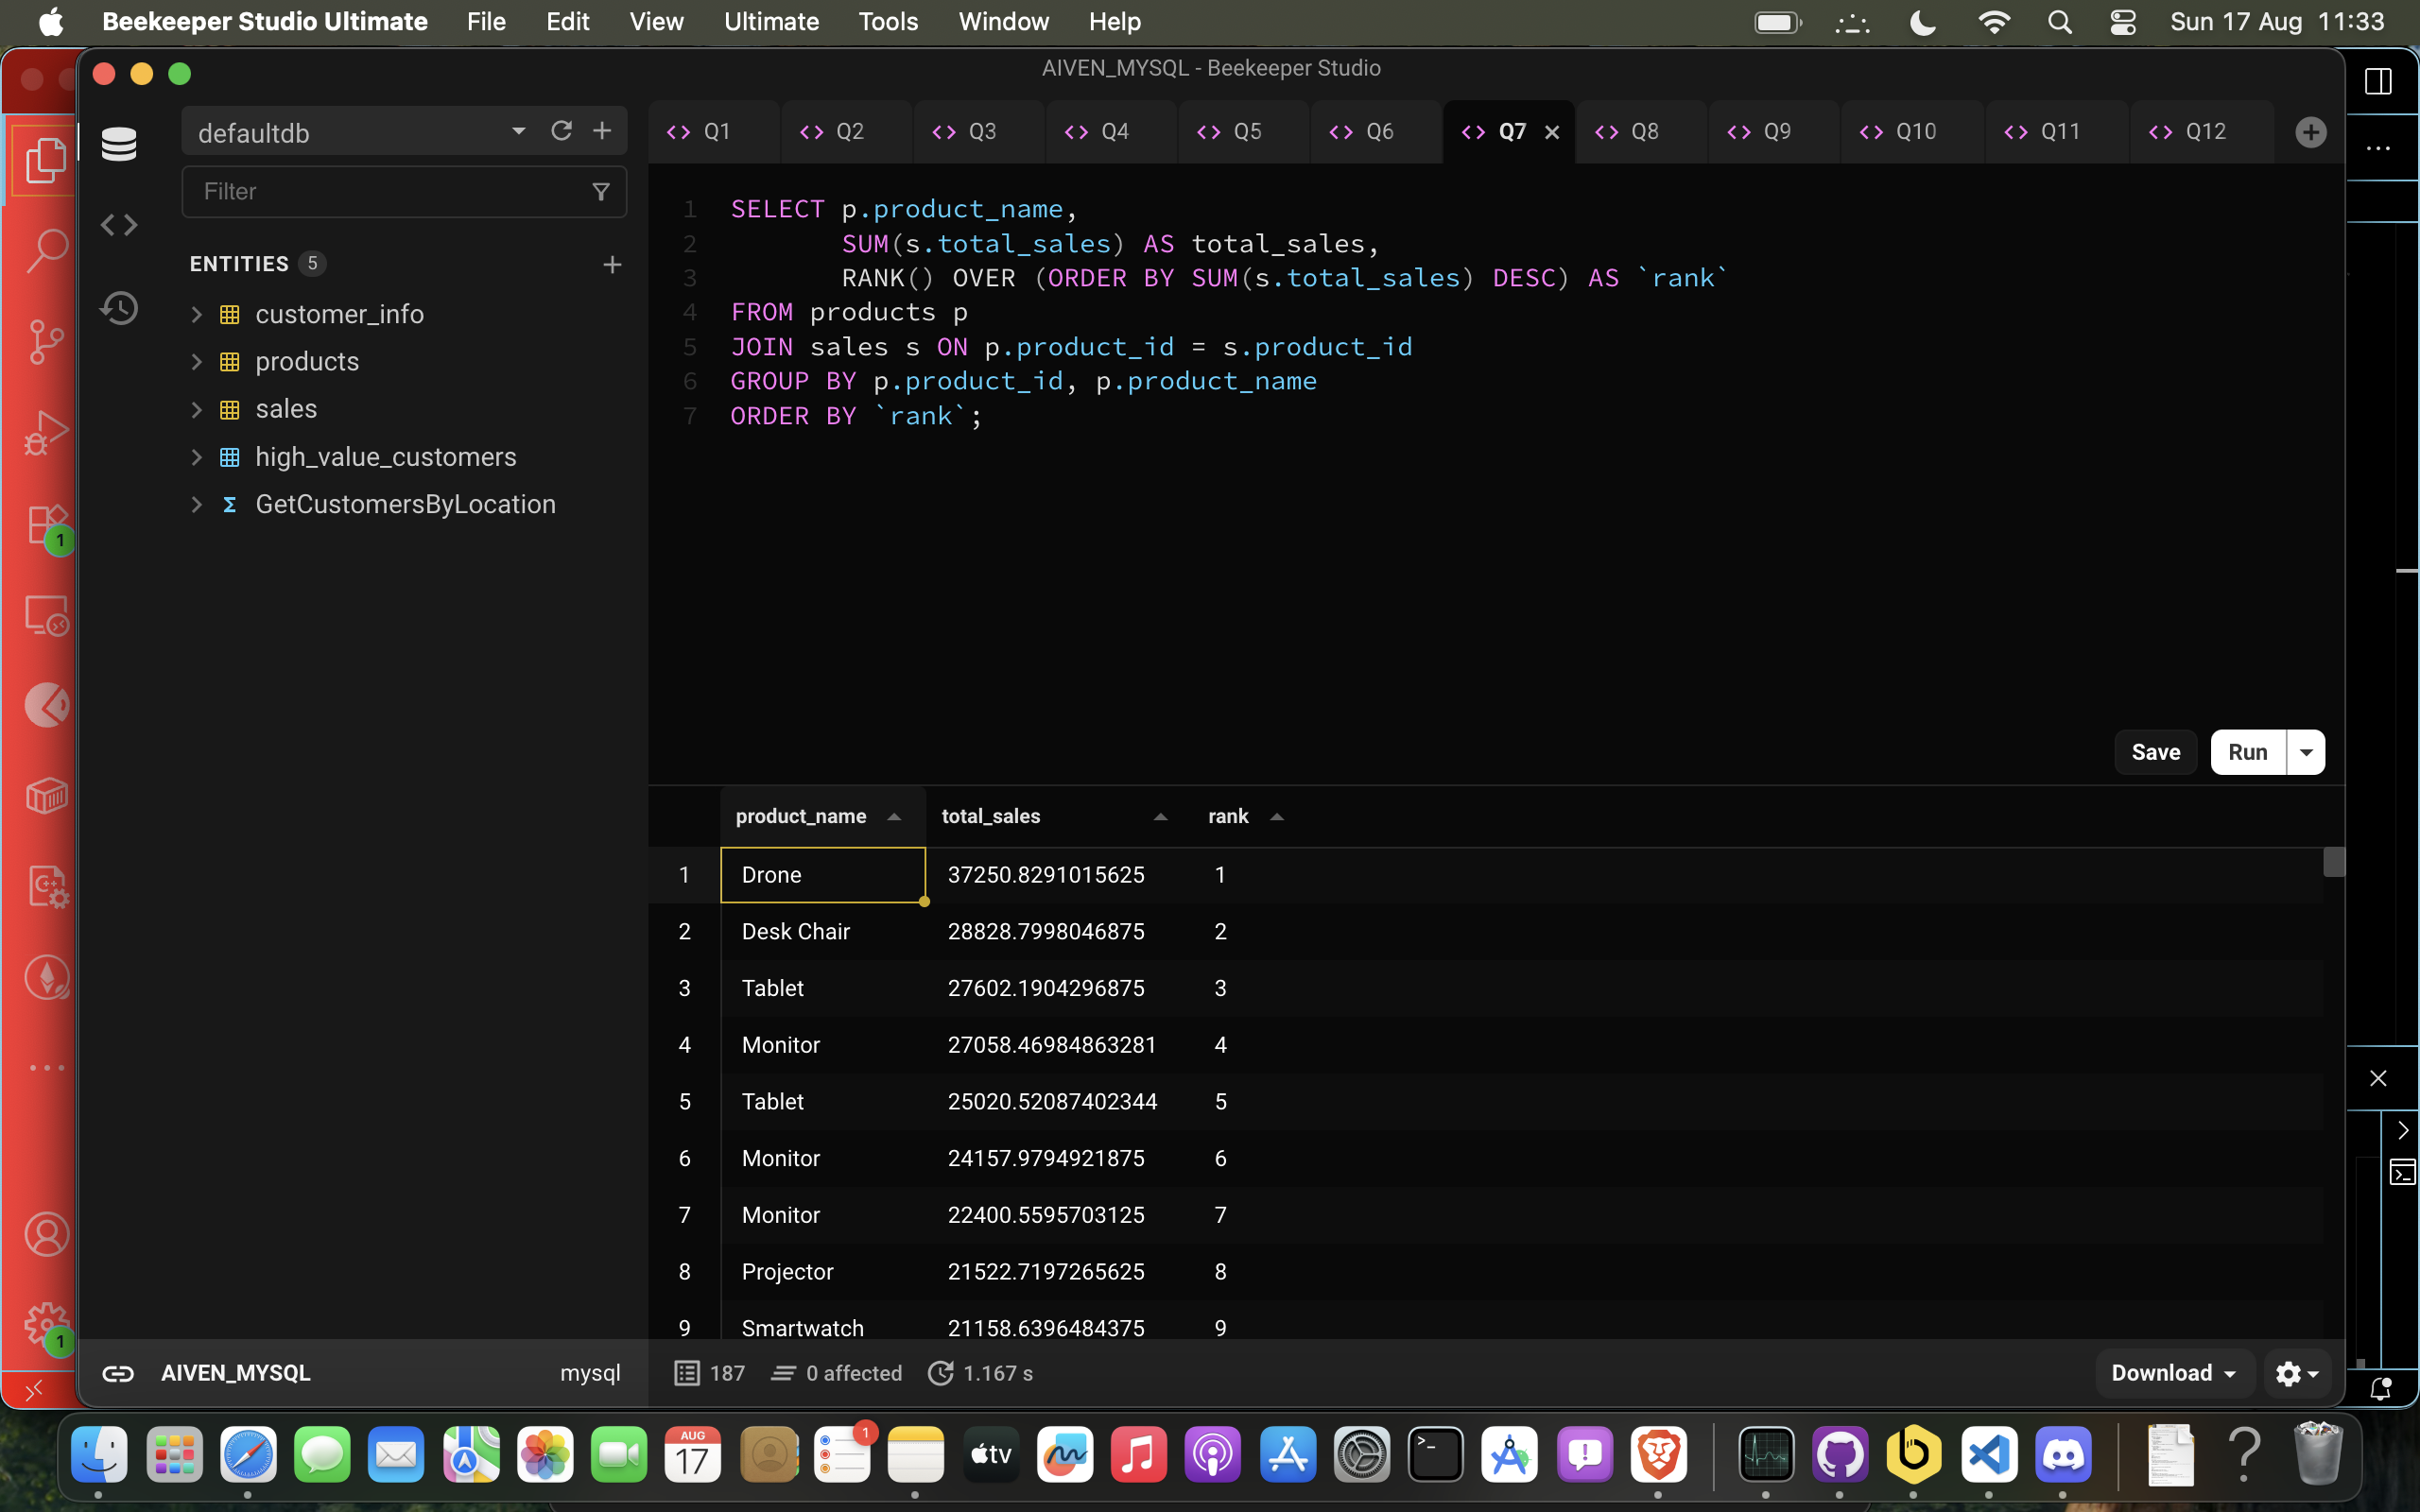 Beekeeper Studio Ultimate File Edit View Ultimate Tools Window Help Sun 17 Aug 11:33
AIVEN_MYSQL - Beekeeper Studio
defaultdb
Filter
ENTITIES 5
customer_info
products
sales
high_value_customers
GetCustomersByLocation
1
1
Q1 Q2 Q3 Q4 Q5 Q6 Q7 Q8 Q9 Q10 Q11 Q12
1 SELECT p.product_name,
2 SUM(s.total_sales) AS total_sales,
3 RANK() OVER (ORDER BY SUM(s.total_sales) DESC) AS `rank`
4 FROM products p
5 JOIN sales s ON p.product_id = s.product_id
6 GROUP BY p.product_id, p.product_name
7 ORDER BY `rank`;
Save Run
product_name total_sales rank
1 Drone 37250.8291015625 1
2 Desk Chair 28828.7998046875 2
3 Tablet 27602.1904296875 3
4 Monitor 27058.46984863281 4
5 Tablet 25020.52087402344 5
6 Monitor 24157.9794921875 6
7 Monitor 22400.5595703125 7
8 Projector 21522.7197265625 8
9 Smartwatch 21158.6396484375 9
AIVEN_MYSQL mysql 187 0 affected 1.167 s Download
AUG
17
1
tv